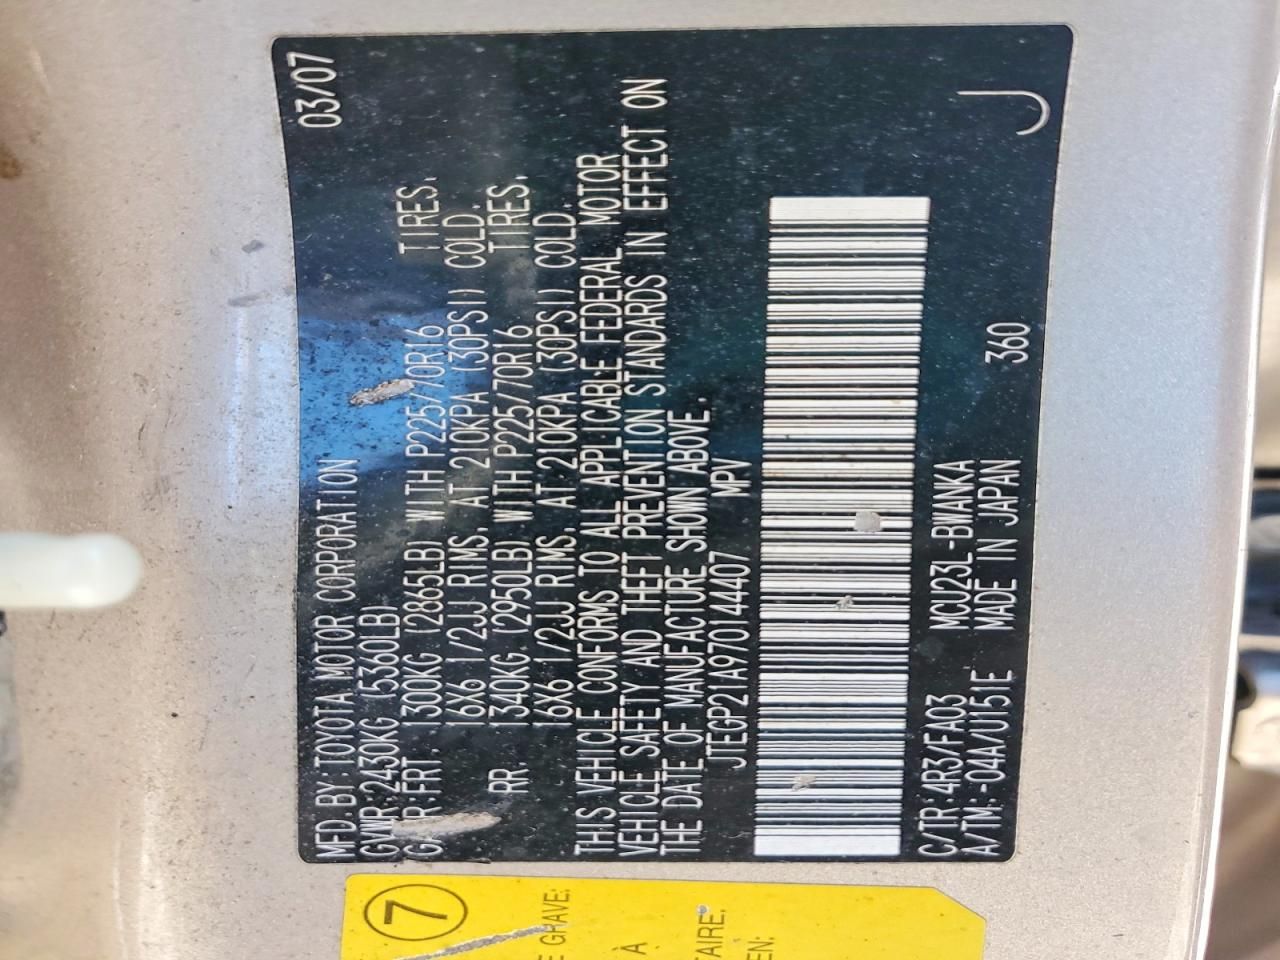 MFD.BY:TOYOTA MOTOR CORPORATION 03/07
GVWR:2430KG (5360LB)
:FRT. 1300KG (2865LB) WITH P225/70R16 TIRES.
16X6 1/2JJ RIMS, AT 210KPA (30PSI) COLD.
RR. 1340KG (2950LB) WITH P225/70R16 TIRES.
16X6 1/2JJ RIMS, AT 210KPA (30PSI) COLD.
THIS VEHICLE CONFORMS TO ALL APPLICABLE FEDERAL MOTOR
VEHICLE SAFETY AND THEFT PREVENTION STANDARDS IN EFFECT ON
THE DATE OF MANUFACTURE SHOWN ABOVE.
JTEGP21A970144407 MPV
C/TR:4R3/FA03 MCU23L-BWANKA
A/TM:-04A/U151E MADE IN JAPAN 360
J
7
GRAVE:
À
TAIRE.
EN: